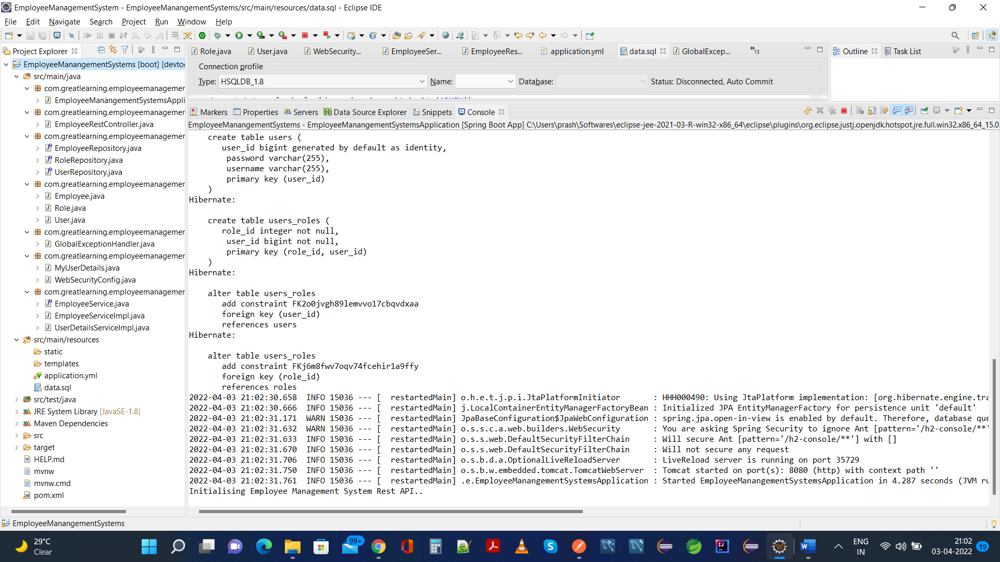 EmployeeManagementSystem - EmployeeManangementSystems/src/main/resources/data.sql - Eclipse IDE
File Edit Navigate Search Project Run Window Help
Project Explorer
EmployeeManangementSystems [boot] [devtoo
src/main/java
com.greatlearning.employeemanagemer
EmployeeManangementSystemsAppli
com.greatlearning.employeemanagemer
EmployeeRestController.java
com.greatlearning.employeemanagemer
EmployeeRepository.java
RoleRepository.java
UserRepository.java
com.greatlearning.employeemanagemer
Employee.java
Role.java
User.java
com.greatlearning.employeemanagemer
GlobalExceptionHandler.java
com.greatlearning.employeemanagemer
MyUserDetails.java
WebSecurityConfig.java
com.greatlearning.employeemanagemer
EmployeeService.java
EmployeeServiceImpl.java
UserDetailsServiceImpl.java
src/main/resources
static
templates
application.yml
data.sql
src/test/java
JRE System Library [JavaSE-1.8]
Maven Dependencies
src
target
HELP.md
mvnw
mvnw.cmd
pom.xml
Role.java User.java WebSecurity... EmployeeSer... EmployeeRes... application.yml data.sql GlobalExcep... »13
Connection profile
Type: HSQLDB_1.8 Name: Database: Status: Disconnected, Auto Commit
Outline Task List
Markers Properties Servers Data Source Explorer Snippets Console
EmployeeManangementSystems - EmployeeManangementSystemsApplication [Spring Boot App] C:\Users\prash\Softwares\eclipse-jee-2021-03-R-win32-x86_64\eclipse\plugins\org.eclipse.justj.openjdk.hotspot.jre.full.win32.x86_64_15.0
create table users (
user_id bigint generated by default as identity,
password varchar(255),
username varchar(255),
primary key (user_id)
)
Hibernate:
create table users_roles (
role_id integer not null,
user_id bigint not null,
primary key (role_id, user_id)
)
Hibernate:
alter table users_roles
add constraint FK2o0jvgh89lemvvo17cbqvdxaa
foreign key (user_id)
references users
Hibernate:
alter table users_roles
add constraint FKj6m8fwv7oqv74fcehir1a9ffy
foreign key (role_id)
references roles
2022-04-03 21:02:30.658 INFO 15036 --- [ restartedMain] o.h.e.t.j.p.i.JtaPlatformInitiator : HHH000490: Using JtaPlatform implementation: [org.hibernate.engine.tra
2022-04-03 21:02:30.666 INFO 15036 --- [ restartedMain] j.LocalContainerEntityManagerFactoryBean : Initialized JPA EntityManagerFactory for persistence unit 'default'
2022-04-03 21:02:31.171 WARN 15036 --- [ restartedMain] JpaBaseConfiguration$JpaWebConfiguration : spring.jpa.open-in-view is enabled by default. Therefore, database que
2022-04-03 21:02:31.632 WARN 15036 --- [ restartedMain] o.s.s.c.a.web.builders.WebSecurity : You are asking Spring Security to ignore Ant [pattern='/h2-console/**'
2022-04-03 21:02:31.633 INFO 15036 --- [ restartedMain] o.s.s.web.DefaultSecurityFilterChain : Will secure Ant [pattern='/h2-console/**'] with []
2022-04-03 21:02:31.670 INFO 15036 --- [ restartedMain] o.s.s.web.DefaultSecurityFilterChain : Will not secure any request
2022-04-03 21:02:31.706 INFO 15036 --- [ restartedMain] o.s.b.d.a.OptionalLiveReloadServer : LiveReload server is running on port 35729
2022-04-03 21:02:31.750 INFO 15036 --- [ restartedMain] o.s.b.w.embedded.tomcat.TomcatWebServer : Tomcat started on port(s): 8080 (http) with context path ''
2022-04-03 21:02:31.761 INFO 15036 --- [ restartedMain] .e.EmployeeManangementSystemsApplication : Started EmployeeManangementSystemsApplication in 4.287 seconds (JVM ru
Initialising Employee Management System Rest API..
EmployeeManangementSystems
29°C
Clear
99+
ENG
IN
21:02
03-04-2022
19